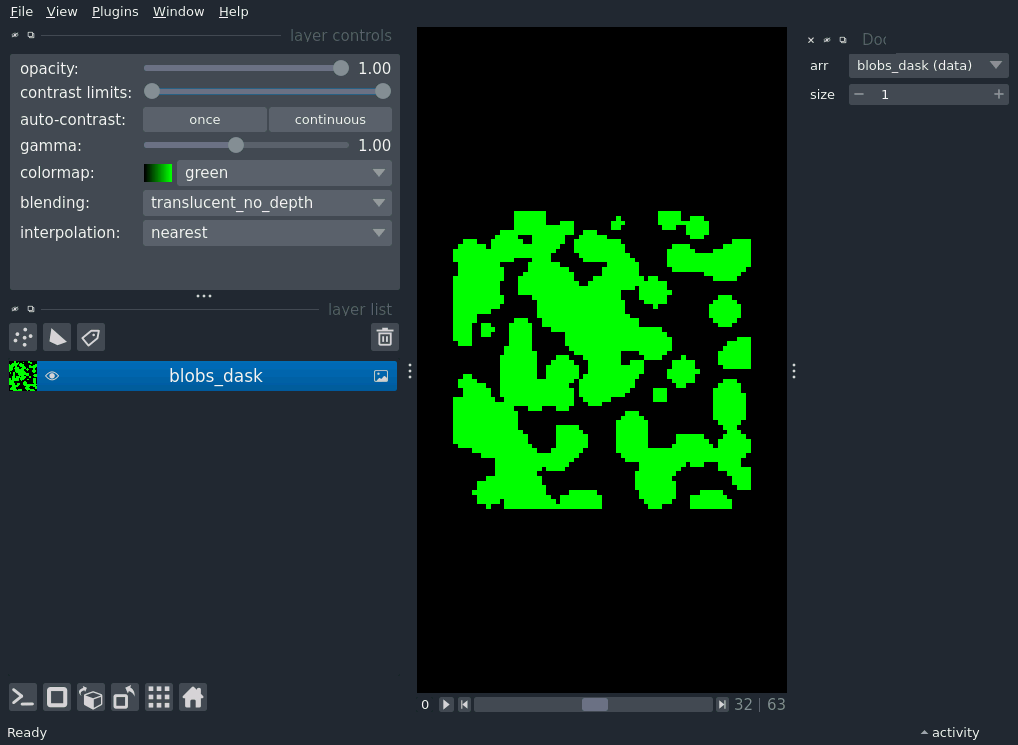 File View Plugins Window Help
layer controls
opacity: 1.00
contrast limits:
auto-contrast: once continuous
gamma: 1.00
colormap: green
blending: translucent_no_depth
interpolation: nearest
layer list
blobs_dask
0 32 | 63
Doc
arr blobs_dask (data)
size 1
Ready
activity